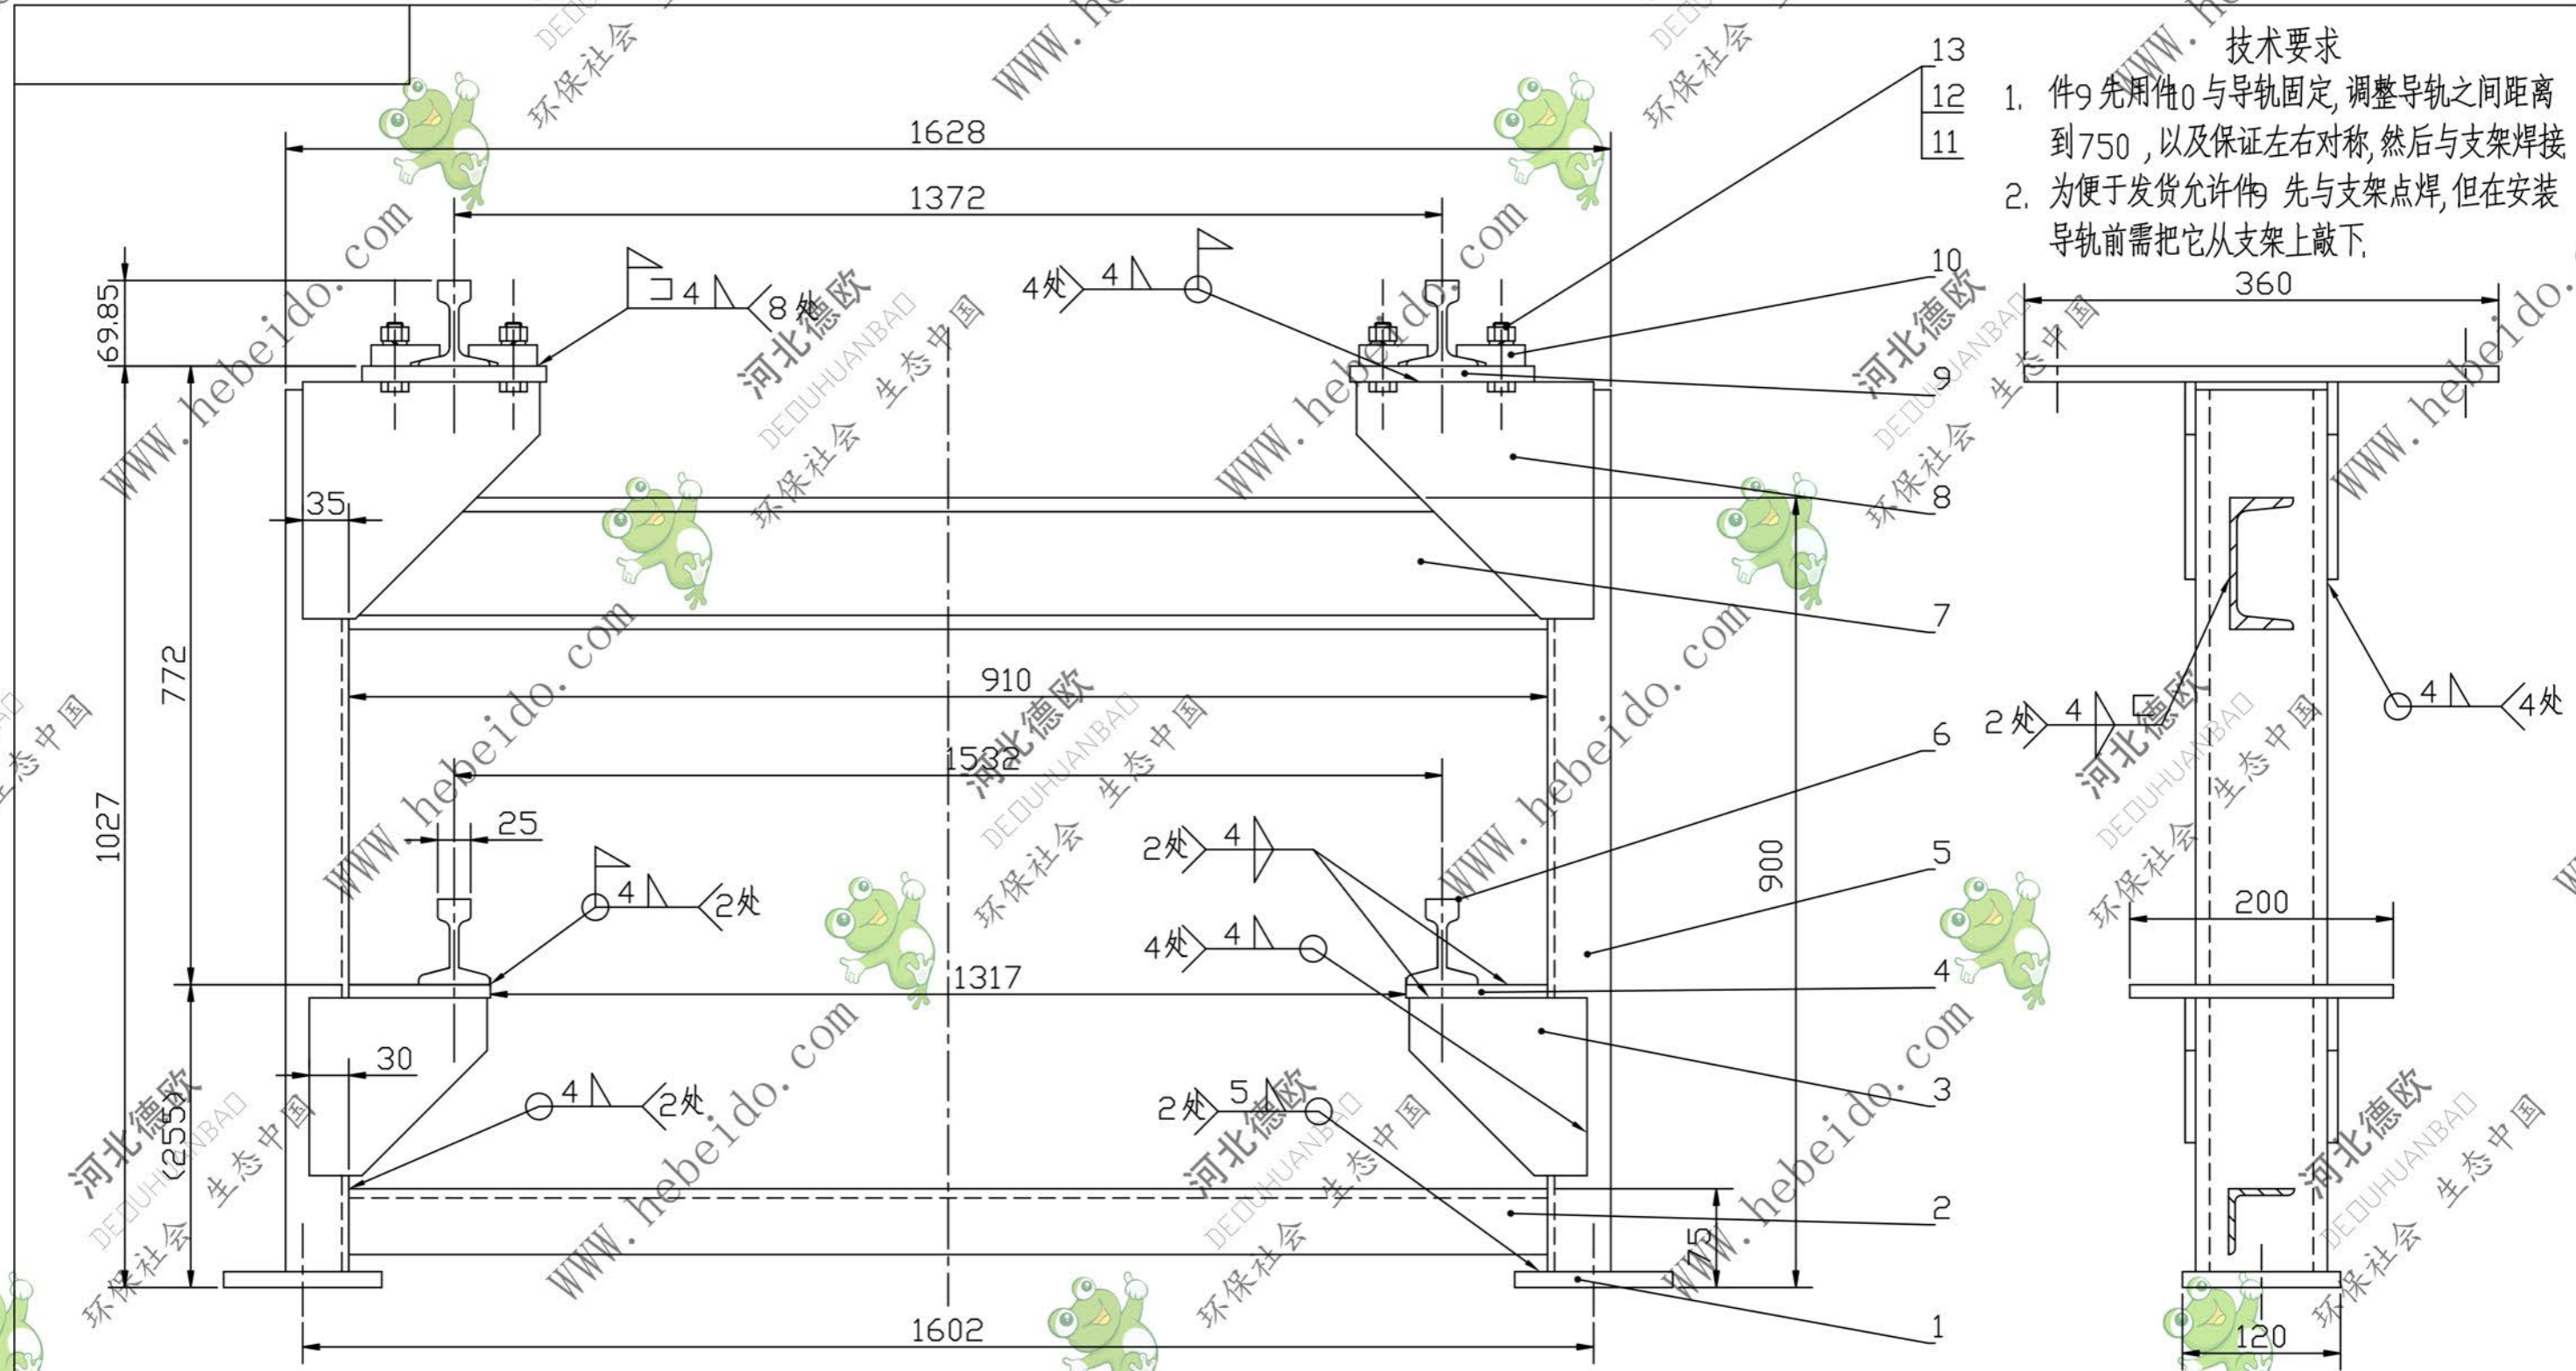 技术要求
1. 件9先用件10与导轨固定,调整导轨之间距离
到750,以及保证左右对称,然后与支架焊接
2. 为便于发货允许件9先与支架点焊,但在安装
导轨前需把它从支架上敲下.
13
12
11
10
9
8
7
6
5
4
3
2
1
1628
1372
69.85
4 8处
4处 4
360
35
772
1027
910
1532
25
4 2处
2处 4
4处 4
1317
900
2处 4
4 4处
200
(255)
30
4 2处
2处 5
75
1602
120
河北德欧
DEOUHUANBAO
环保社会 生态中国
WWW.hebeido.com